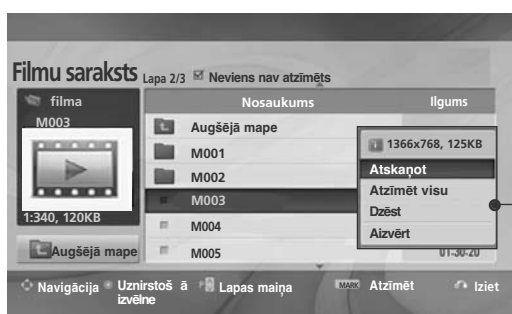 Filmu saraksts Lapa 2/3 Neviens nav atzīmēts
filma Nosaukums Ilgums
M003
Augšējā mape
M001
M002
M003
M004
M005
1366x768, 125KB
Atskaņot
Atzīmēt visu
Dzēst
Aizvērt
01:30:20
1:340, 120KB
Augšējā mape
Navigācija Uznirstoš ā izvēlne Lapas maiņa MARK Atzīmēt Iziet